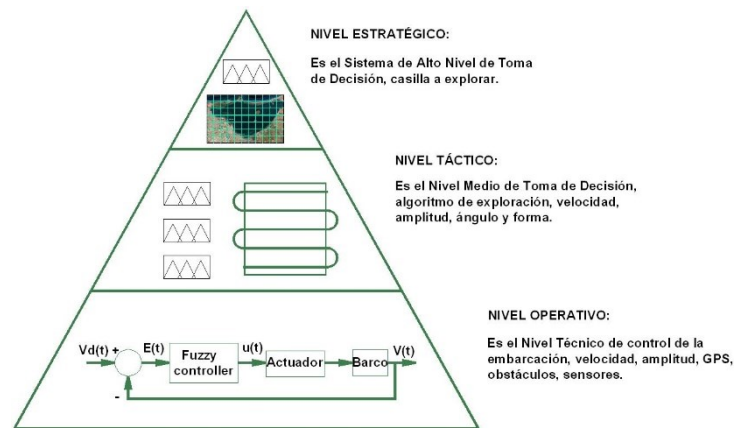 NIVEL ESTRATÉGICO:
Es el Sistema de Alto Nivel de Toma
de Decisión, casilla a explorar.
NIVEL TÁCTICO:
Es el Nivel Medio de Toma de Decisión,
algoritmo de exploración, velocidad,
amplitud, ángulo y forma.
NIVEL OPERATIVO:
Es el Nivel Técnico de control de la
embarcación, velocidad, amplitud, GPS,
obstáculos, sensores.
Vd(t) + E(t) Fuzzy controller u(t) Actuador Barco V(t)
-